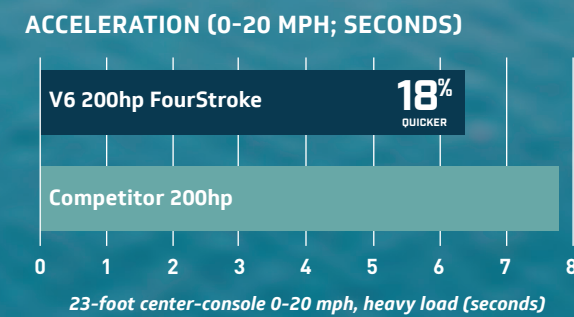 ACCELERATION (0-20 MPH; SECONDS)
V6 200hp FourStroke
18%
QUICKER
Competitor 200hp
0 1 2 3 4 5 6 7 8
23-foot center-console 0-20 mph, heavy load (seconds)